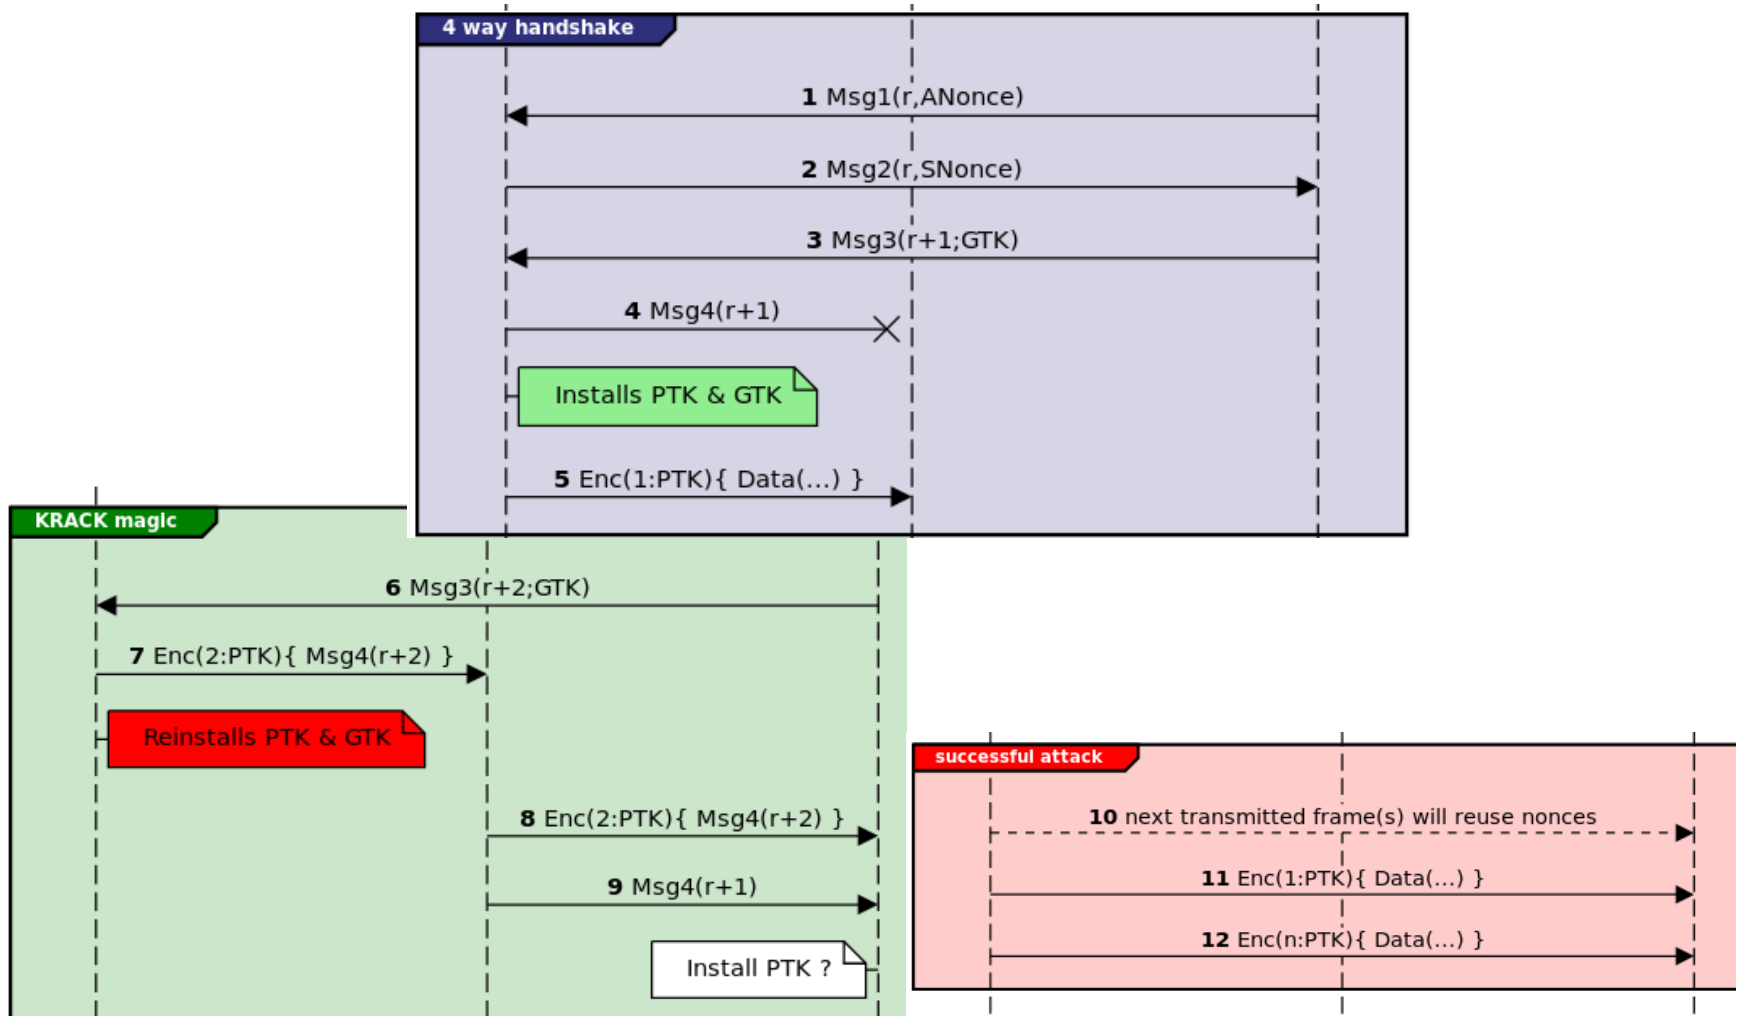 4 way handshake
1 Msg1(r,ANonce)
2 Msg2(r,SNonce)
3 Msg3(r+1;GTK)
4 Msg4(r+1)
Installs PTK & GTK
5 Enc(1:PTK){ Data(...) }
KRACK magic
6 Msg3(r+2;GTK)
7 Enc(2:PTK){ Msg4(r+2) }
Reinstalls PTK & GTK
8 Enc(2:PTK){ Msg4(r+2) }
9 Msg4(r+1)
Install PTK ?
successful attack
10 next transmitted frame(s) will reuse nonces
11 Enc(1:PTK){ Data(...) }
12 Enc(n:PTK){ Data(...) }